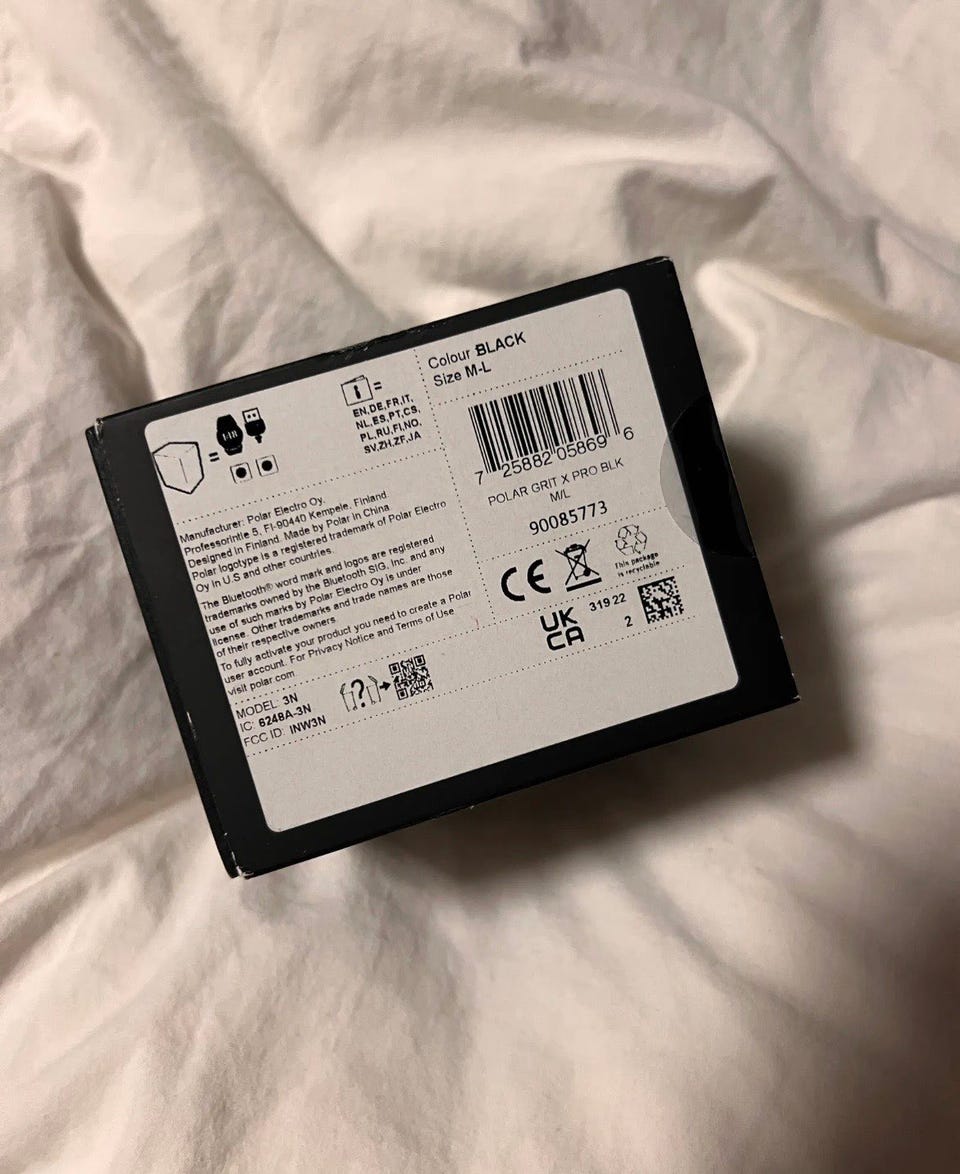 EN,DE,FR,IT,
NL,ES,PT,CS,
PL,RU,FI,NO,
SV,ZH,ZF,JA
Manufacturer: Polar Electro Oy,
Professorintie 5, FI-90440 Kempele, Finland.
Designed in Finland. Made by Polar in China
Polar logotype is a registered trademark of Polar Electro
Oy in U.S and other countries.
The Bluetooth® word mark and logos are registered
trademarks owned by the Bluetooth SIG, Inc. and any
use of such marks by Polar Electro Oy is under
license. Other trademarks and trade names are those
of their respective owners
To fully activate your product you need to create a Polar
user account. For Privacy Notice and Terms of Use
visit polar.com
MODEL: 3N
IC: 6248A-3N
FCC ID: INW3N
Colour BLACK
Size M-L
7 25882 05869 6
POLAR GRIT X PRO BLK
M/L
90085773
CE
This package
is recyclable
UK
CA
31922
2